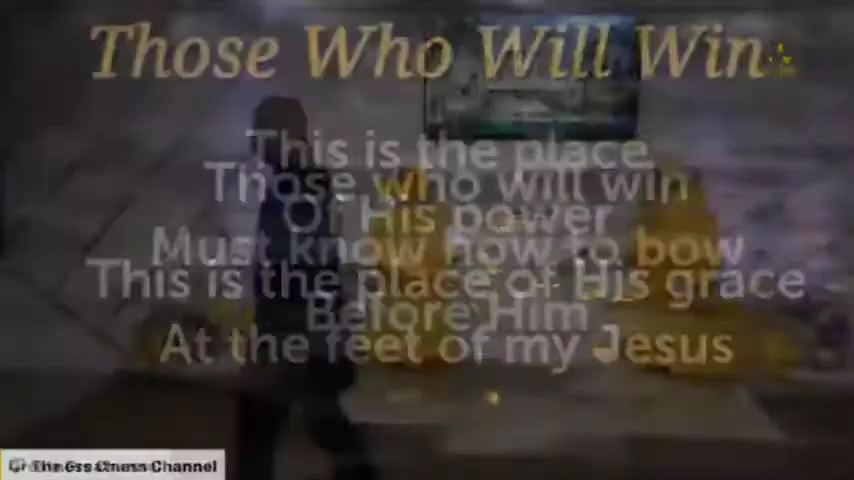 Those Who Will Win
This is the place
Those who will win
Of His power
Must know how to bow
This is the place of His grace
Before Him
At the feet of my Jesus
Channel